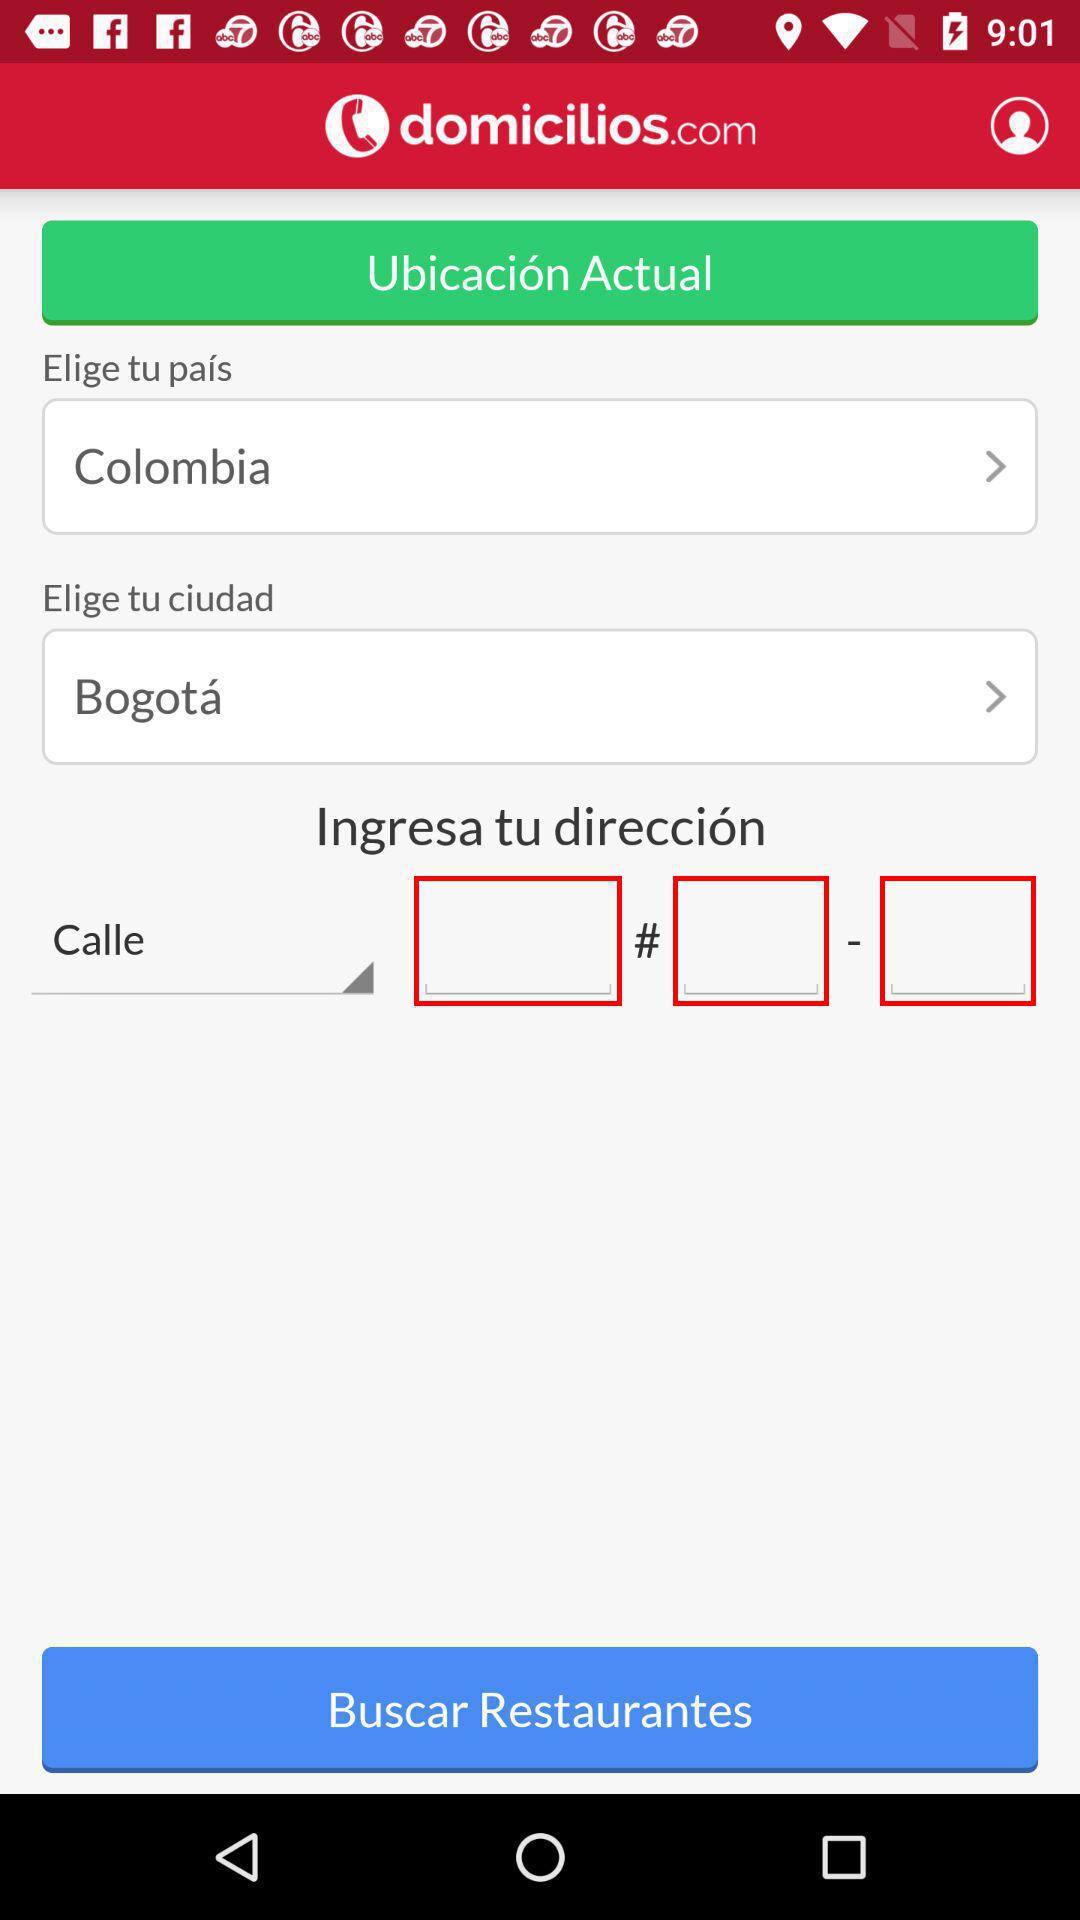 9:01
domicilios.com
Ubicación Actual
Elige tu país
Colombia
Elige tu ciudad
Bogotá
Ingresa tu dirección
Calle # -
Buscar Restaurantes